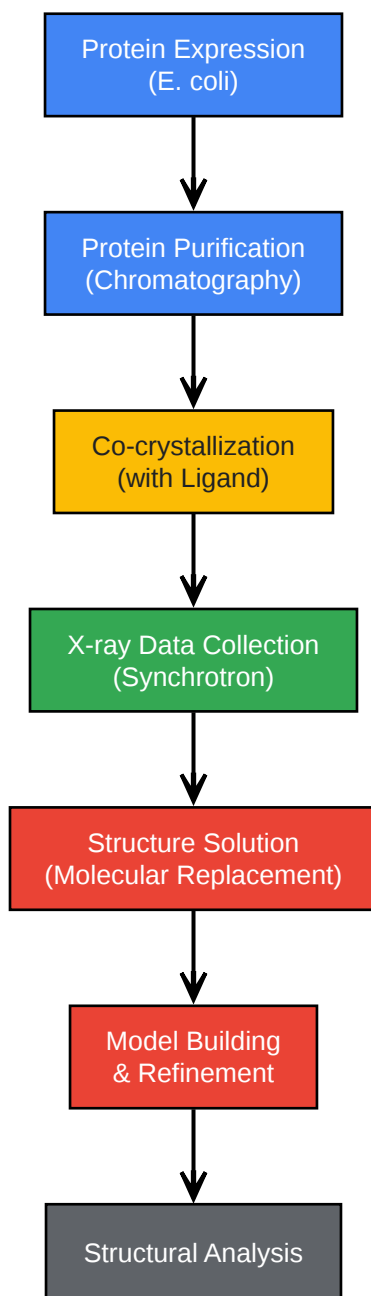 Protein Expression
(E. coli)
Protein Purification
(Chromatography)
Co-crystallization
(with Ligand)
X-ray Data Collection
(Synchrotron)
Structure Solution
(Molecular Replacement)
Model Building
& Refinement
Structural Analysis